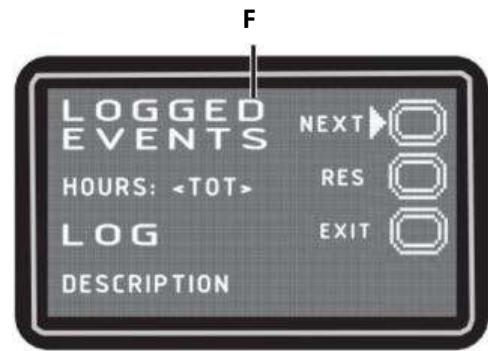 F
LOGGED
EVENTS
NEXT
HOURS: <TOT>
RES
LOG
EXIT
DESCRIPTION